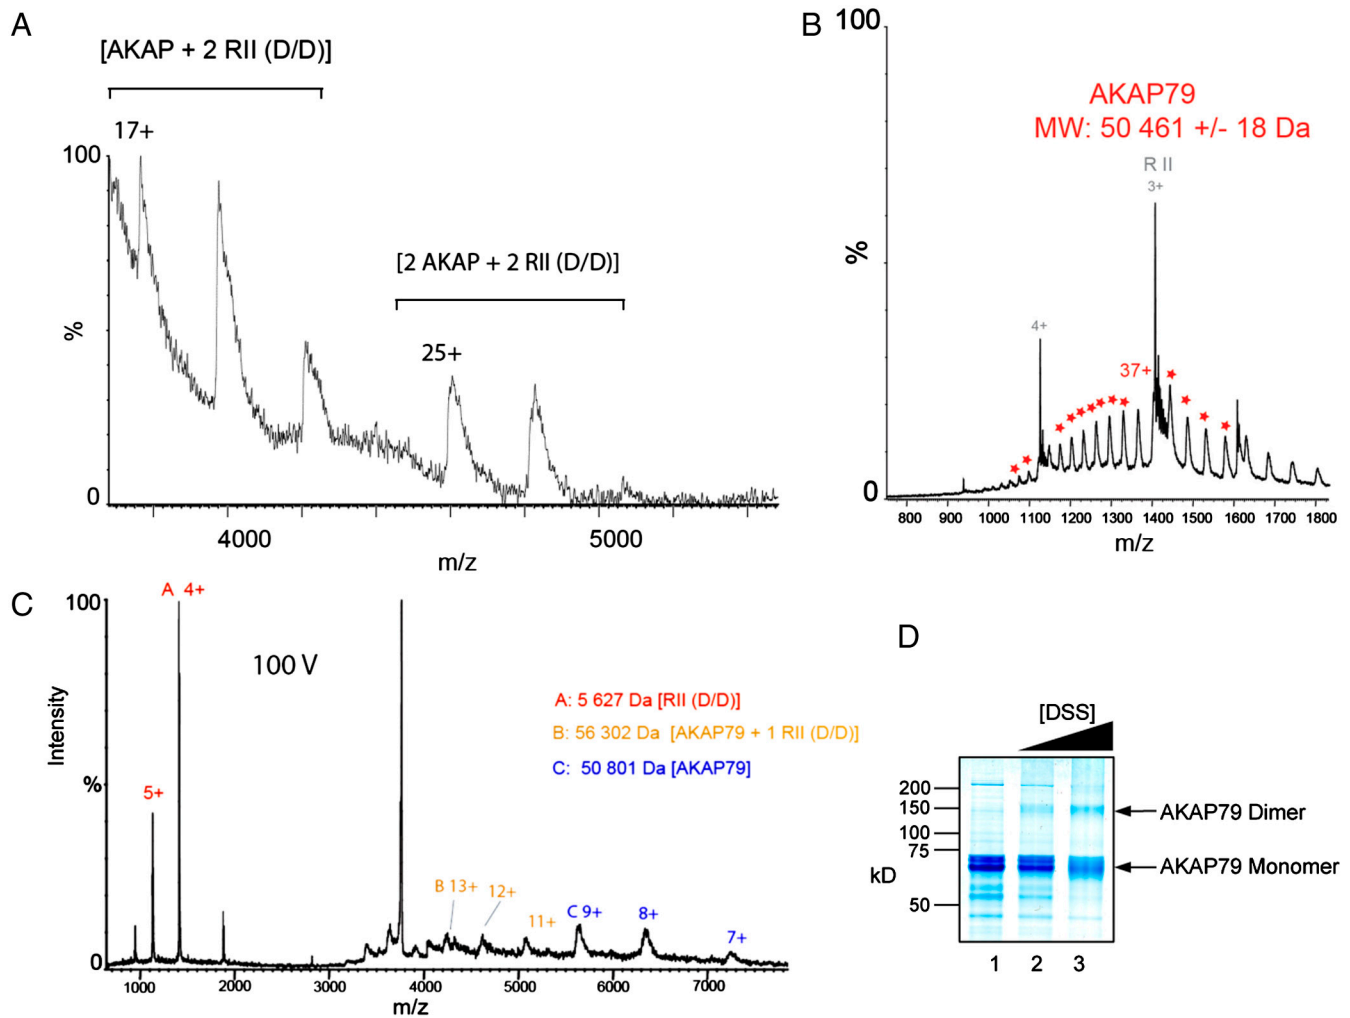 A
[AKAP + 2 RII (D/D)]
17+
100
[2 AKAP + 2 RII (D/D)]
25+
%
0
4000
5000
m/z
B
100
AKAP79
MW: 50 461 +/- 18 Da
R II
3+
%
4+
37+
0
800 900 1000 1100 1200 1300 1400 1500 1600 1700 1800
m/z
C
100
A 4+
100 V
Intensity
A: 5 627 Da [RII (D/D)]
B: 56 302 Da [AKAP79 + 1 RII (D/D)]
C: 50 801 Da [AKAP79]
%
5+
B 13+
12+
11+
C 9+
8+
7+
0
1000 2000 3000 4000 5000 6000 7000
m/z
D
[DSS]
200
150
AKAP79 Dimer
100
75
AKAP79 Monomer
kD
50
1 2 3